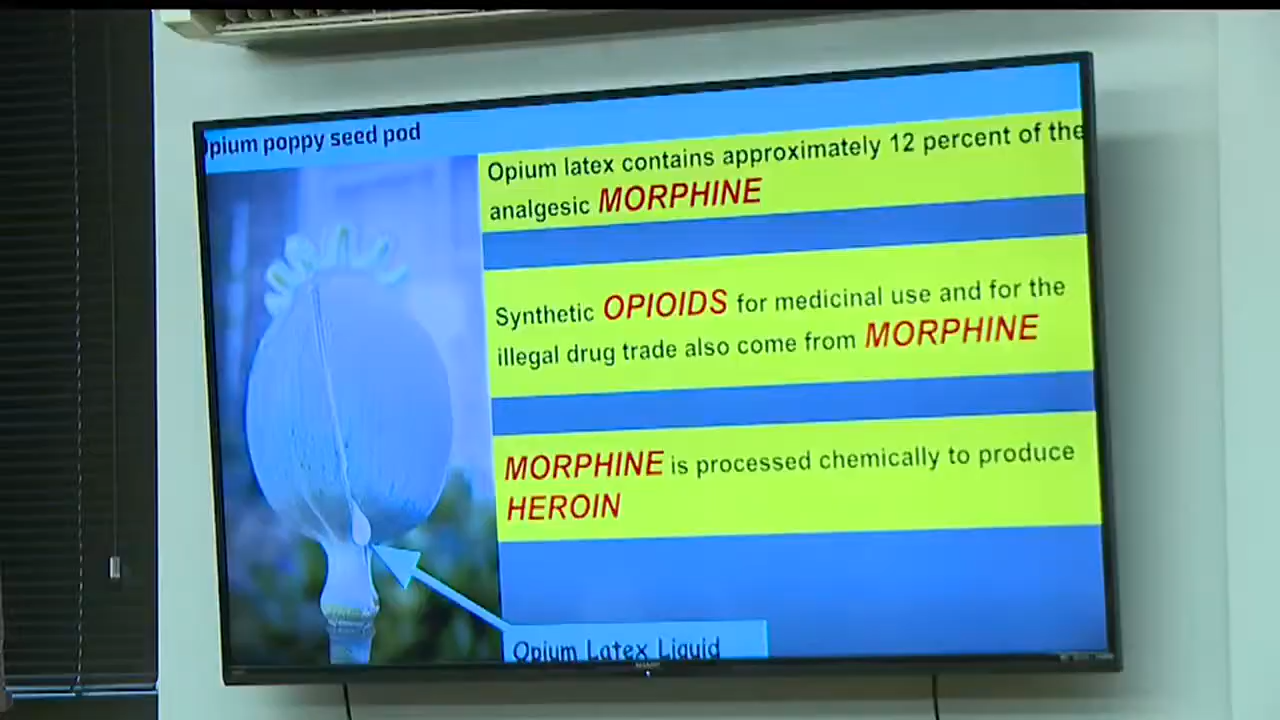 pium poppy seed pod
Opium latex contains approximately 12 percent of the
analgesic MORPHINE
Synthetic OPIOIDS for medicinal use and for the
illegal drug trade also come from MORPHINE
MORPHINE is processed chemically to produce
HEROIN
Opium Latex Liquid
SHARP